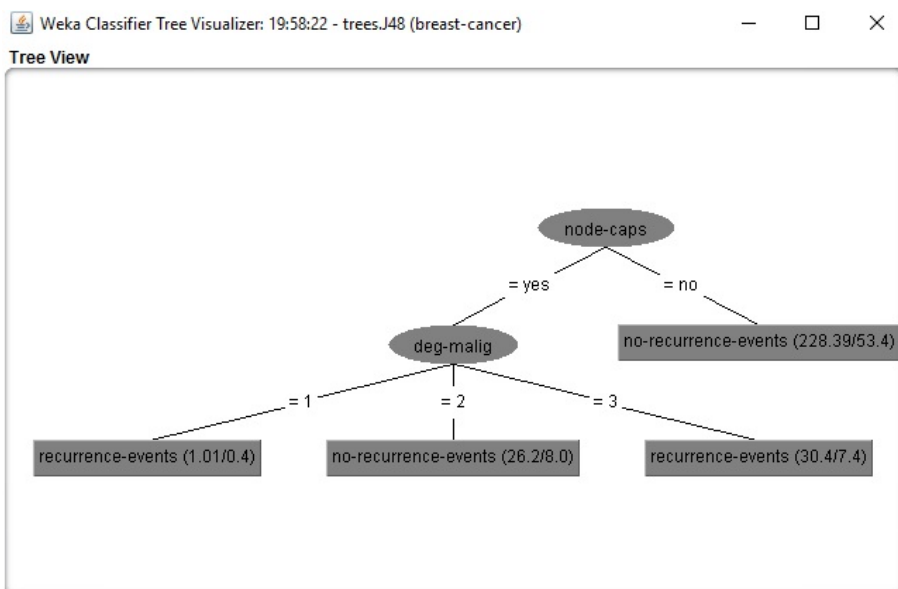 Weka Classifier Tree Visualizer: 19:58:22 - trees.J48 (breast-cancer)
Tree View
node-caps
= yes
= no
deg-malig
no-recurrence-events (228.39/53.4)
= 1
= 2
= 3
recurrence-events (1.01/0.4)
no-recurrence-events (26.2/8.0)
recurrence-events (30.4/7.4)